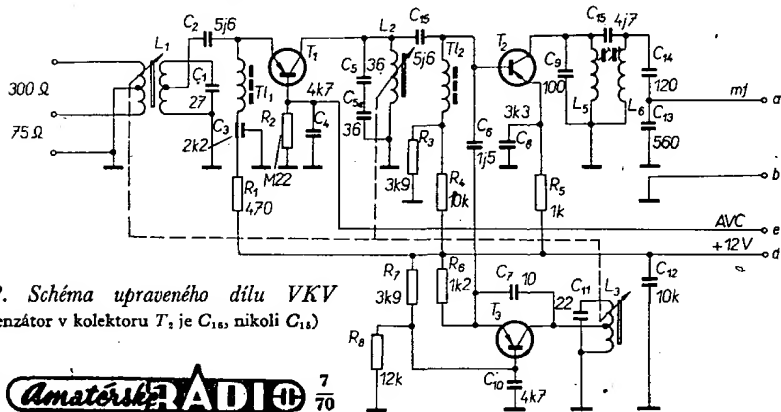 C2 5j6
L1
300 Ω
75 Ω
C1
27
Tl1
C3
2k2
R1
470
T1
R2
M22
4k7
C4
C5 36
C5a
36
L2
C15
5j6
Tl2
R3
3k9
R4
10k
C6
1j5
T2
3k3
C8
R5
1k
C9
100
C15 4j7
L5
L6
C14
120
C13
560
mf
a
b
AVC e
+12V d
R7
3k9
R6
1k2
C7 10
T3
R8
12k
C10
4k7
C11
22
L3
C12
10k
2. Schéma upraveného dílu VKV
enzátor v kolektoru T2 je C16, nikoli C15)
Amatérské RADIO 7/70